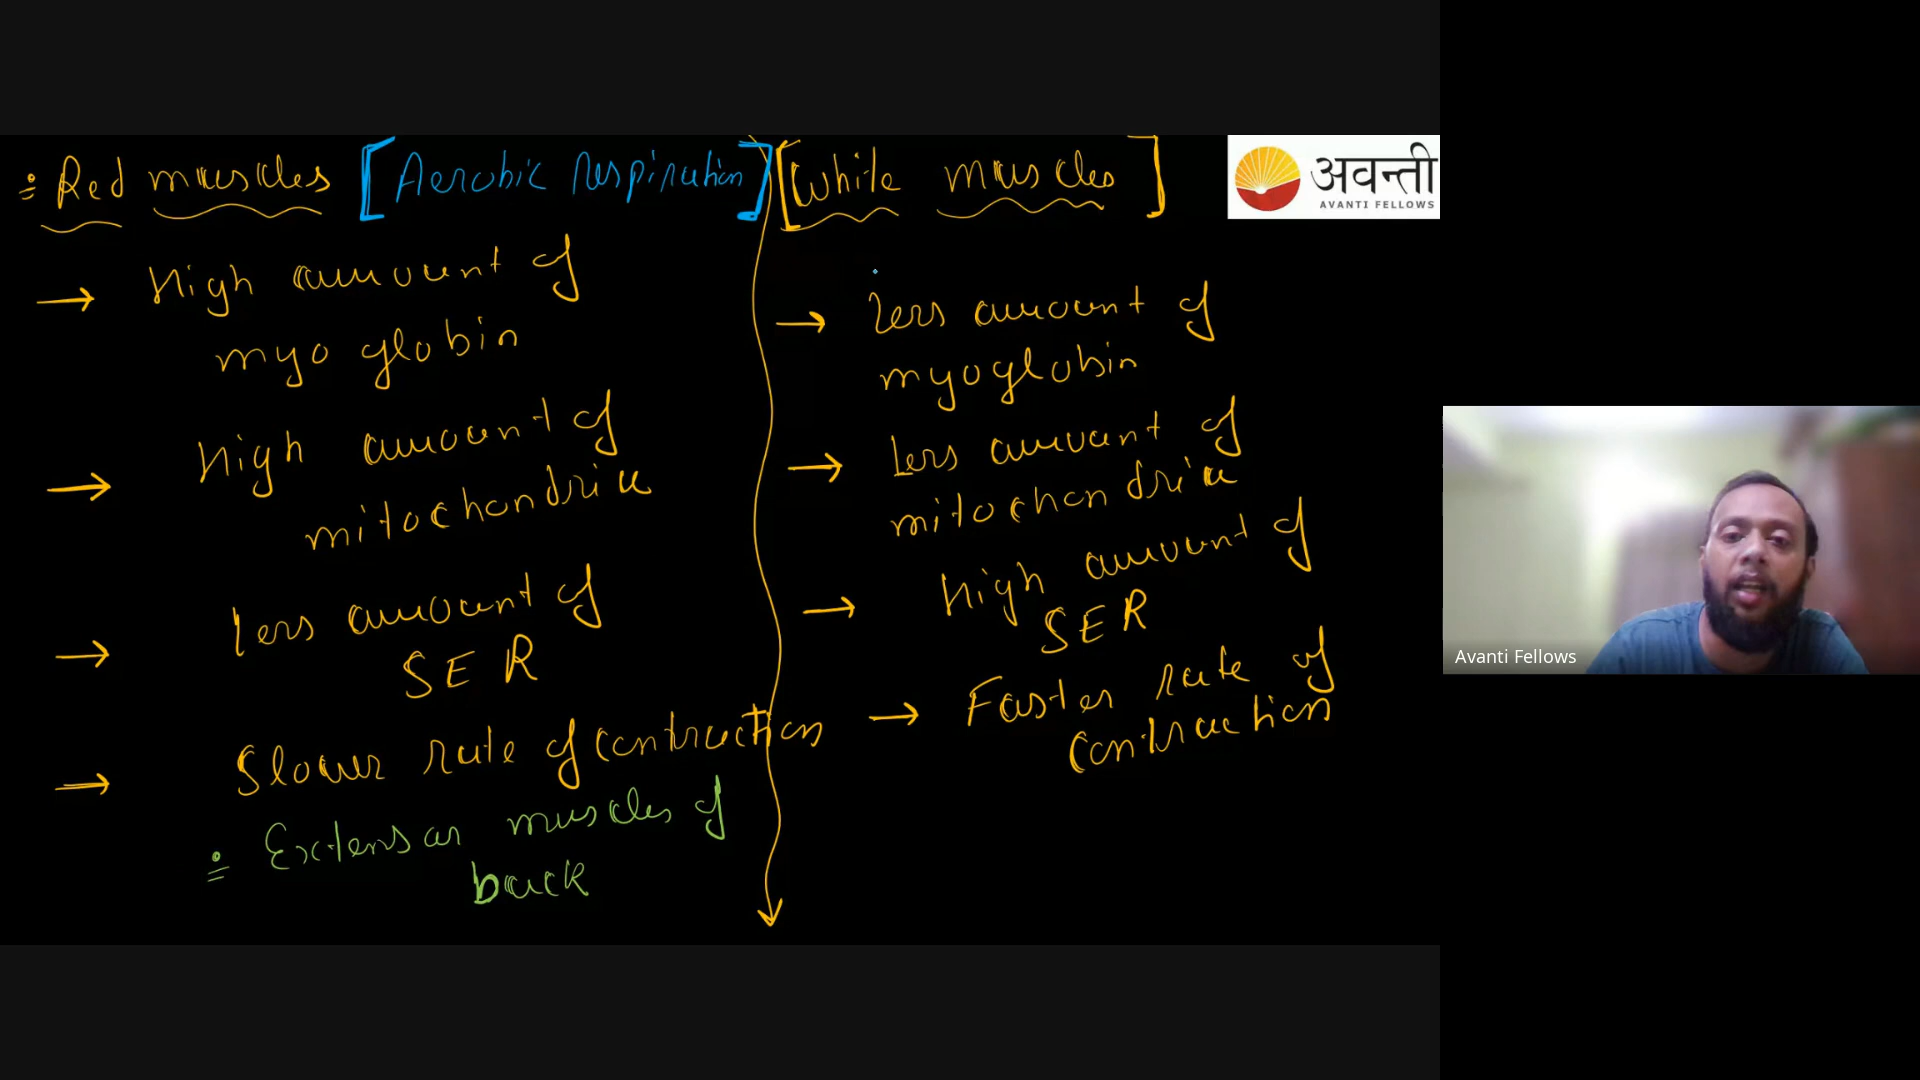 Red muscles [Aerobic Respiration]
→ High amount of
myoglobin
→ High amount of
mitochondria
→ less amount of
SER
→ Slower rate of contraction
Extensor muscles of
back
[White muscles]
→ less amount of
myoglobin
→ Less amount of
mitochondria
→ High amount of
SER
→ Faster rate of
contraction
अवन्ती
AVANTI FELLOWS
Avanti Fellows